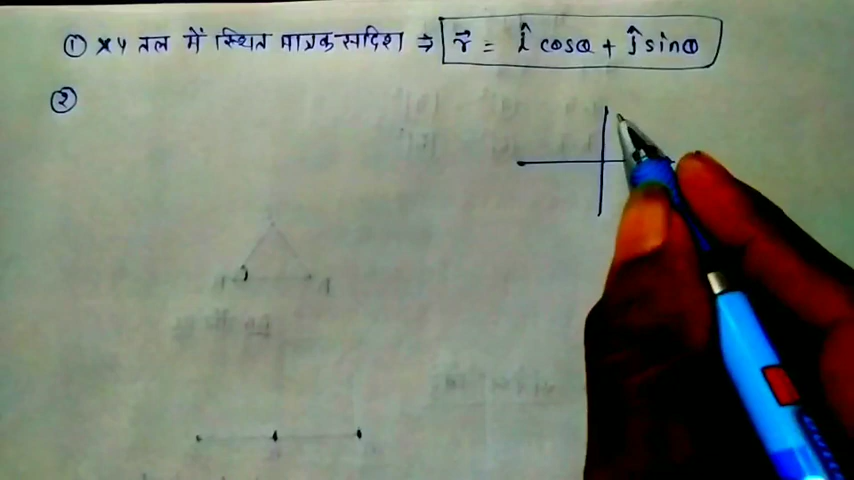 ① xy तल में स्थित मात्रक सदिश ⇒ r⃗ = î cosθ + ĵ sinθ
②